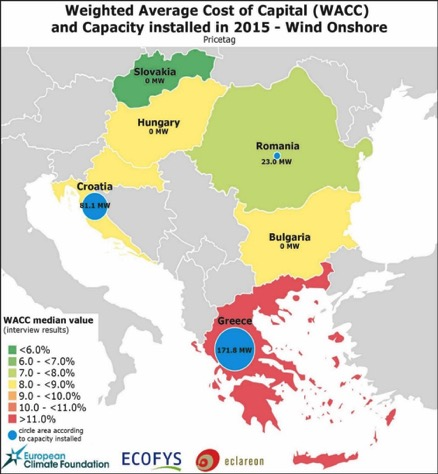 Weighted Average Cost of Capital (WACC)
and Capacity installed in 2015 - Wind Onshore
Pricetag
Slovakia
0 MW
Hungary
0 MW
Romania
23.0 MW
Croatia
81.1 MW
Bulgaria
0 MW
Greece
171.8 MW
WACC median value
(interview results)
<6.0%
6.0 - <7.0%
7.0 - <8.0%
8.0 - <9.0%
9.0 - <10.0%
10.0 - <11.0%
>11.0%
circle area according
to capacity installed
European
Climate Foundation
ECOFYS
eclareon